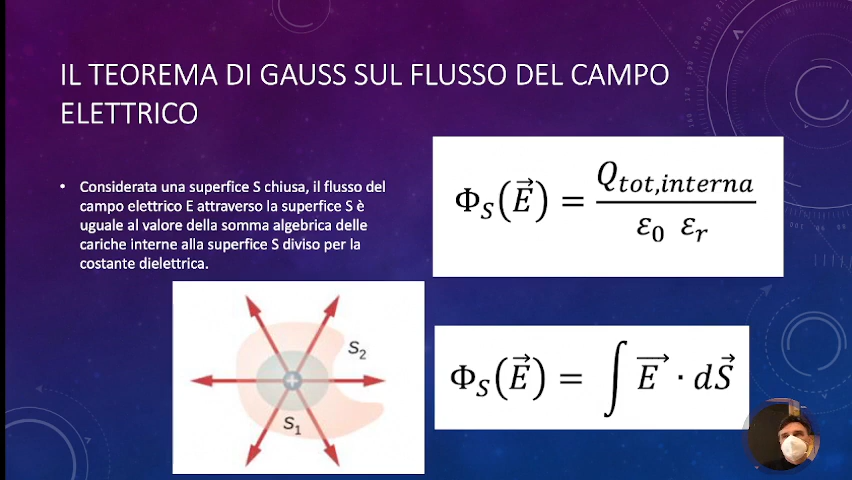 IL TEOREMA DI GAUSS SUL FLUSSO DEL CAMPO
ELETTRICO
• Considerata una superfice S chiusa, il flusso del
campo elettrico E attraverso la superfice S è
uguale al valore della somma algebrica delle
cariche interne alla superfice S diviso per la
costante dielettrica.
Φ_S(E⃗) = Q_tot,interna / ε₀ ε_r
S₂
+
S₁
Φ_S(E⃗) = ∫ E⃗ · dS⃗